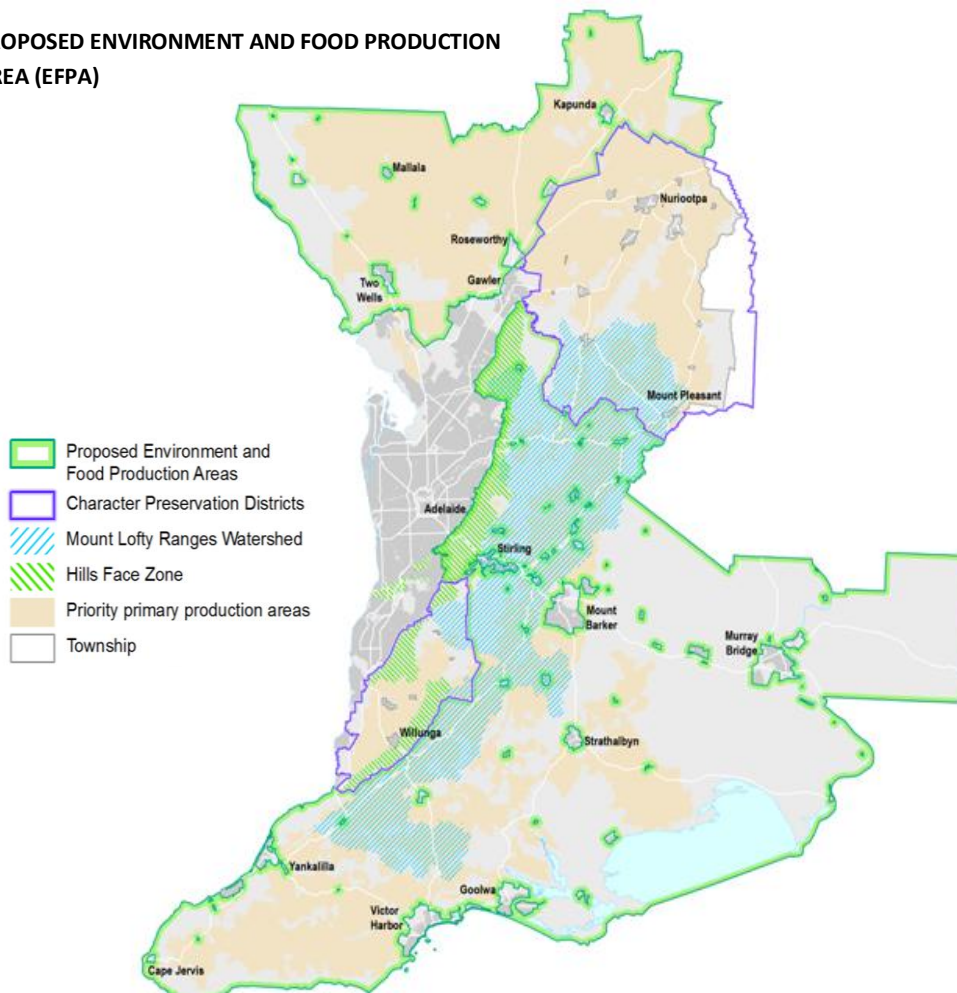 ROPOSED ENVIRONMENT AND FOOD PRODUCTION
REA (EFPA)
Kapunda
Mallala
Nuriootpa
Roseworthy
Gawler
Two
Wells
Mount Pleasant
Proposed Environment and
Food Production Areas
Character Preservation Districts
Mount Lofty Ranges Watershed
Hills Face Zone
Priority primary production areas
Township
Adelaide
Stirling
Mount
Barker
Murray
Bridge
Willunga
Strathalbyn
Yankalilla
Goolwa
Victor
Harbor
Cape Jervis